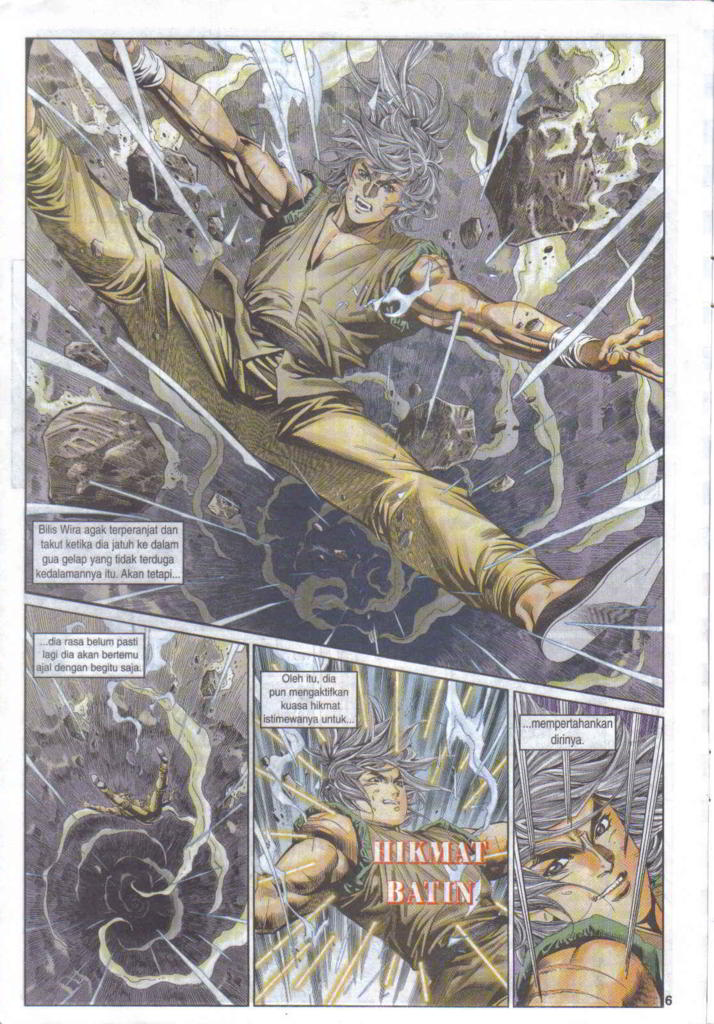 Bilis Wira agak terperanjat dan
takut ketika dia jatuh ke dalam
gua gelap yang tidak terduga
kedalamannya itu. Akan tetapi...
...dia rasa belum pasti
lagi dia akan bertemu
ajal dengan begitu saja.
Oleh itu, dia
pun mengaktifkan
kuasa hikmat
istimewanya untuk...
HIKMAT
BATIN
...mempertahankan
dirinya.
6